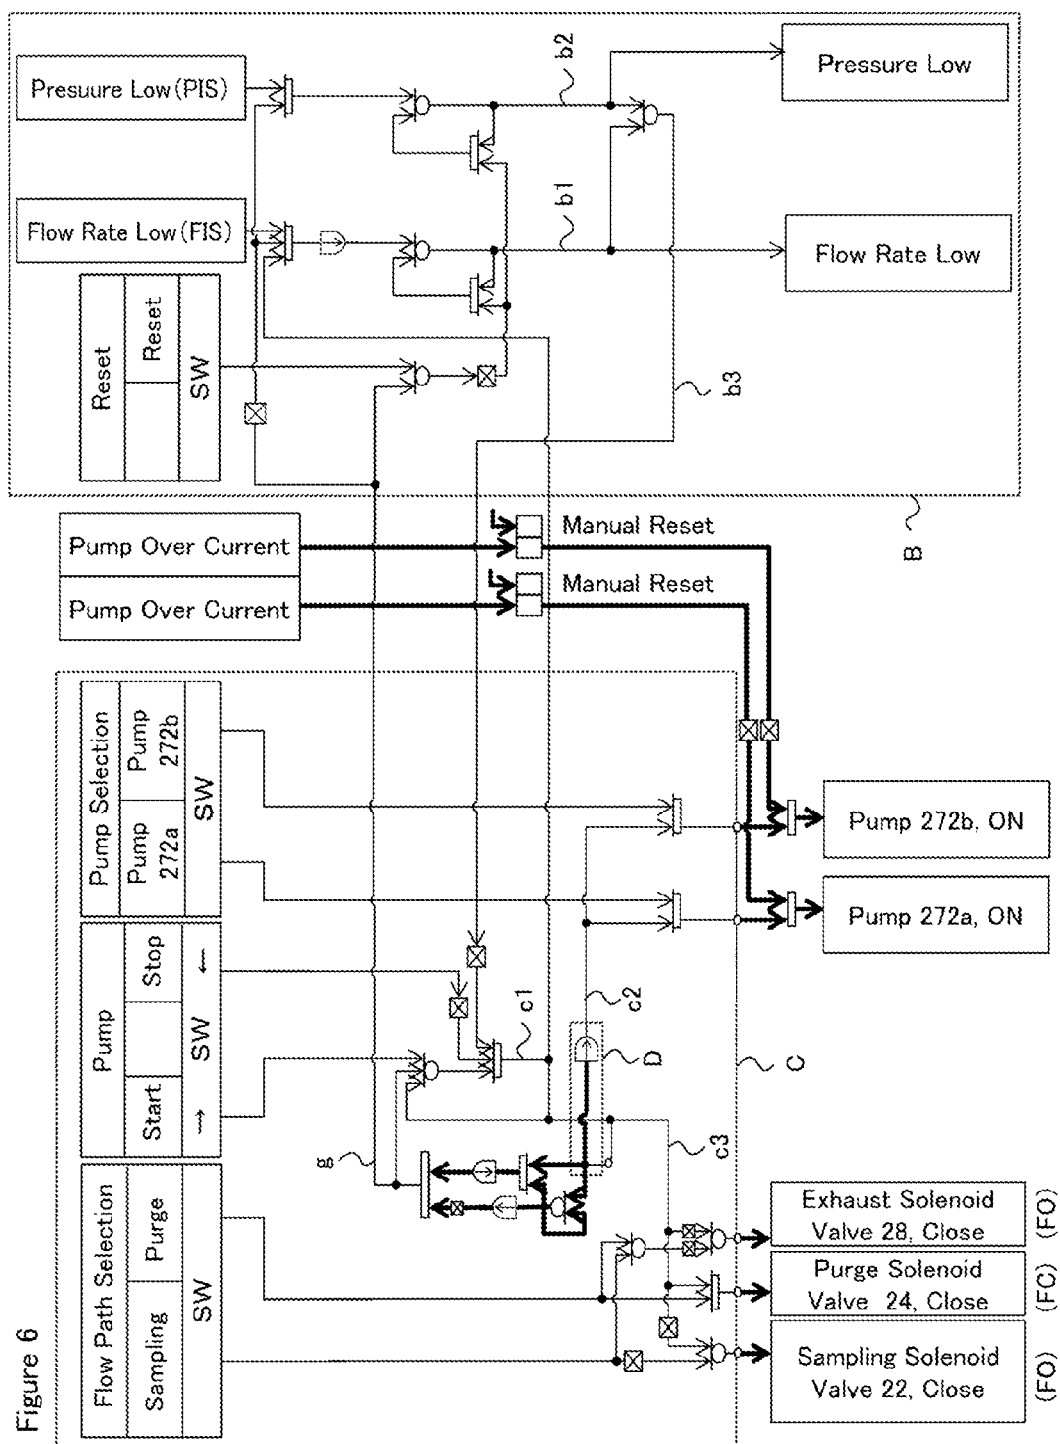 Figure 6
Presuure Low(PIS)
Flow Rate Low(FIS)
Reset
Reset
SW
b2
b1
b3
Pressure Low
Flow Rate Low
B
Pump Over Current
Manual Reset
Pump Over Current
Manual Reset
Pump Selection
Pump 272a
Pump 272b
SW
Pump
Start
Stop
→ SW ←
Flow Path Selection
Sampling
Purge
SW
g
c1
c2
D
c3
C
Pump 272b, ON
Pump 272a, ON
Exhaust Solenoid
Valve 28, Close
(FO)
Purge Solenoid
Valve 24, Close
(FC)
Sampling Solenoid
Valve 22, Close
(FO)